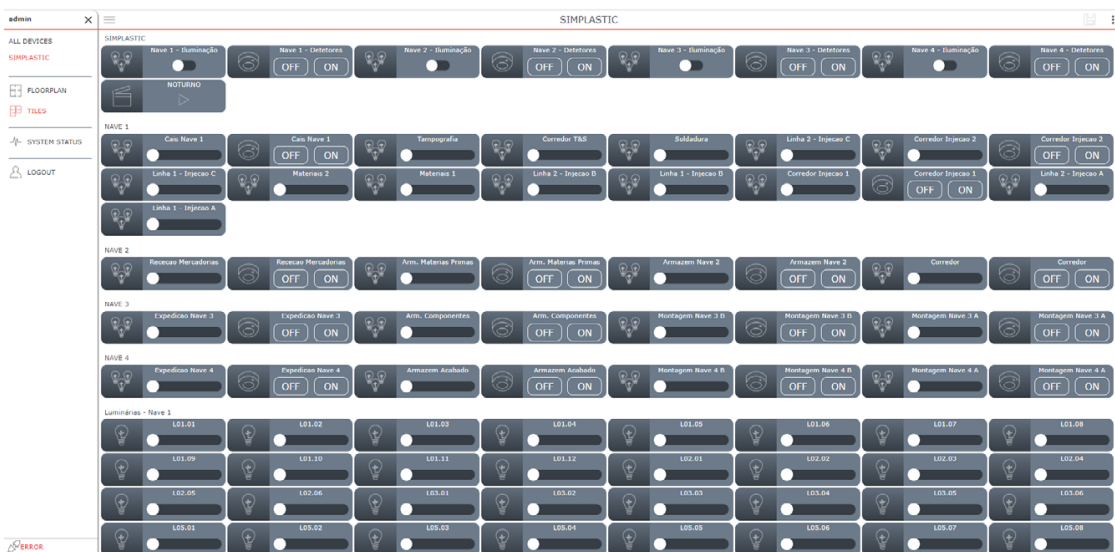 admin
SIMPLASTIC
ALL DEVICES
SIMPLASTIC
FLOORPLAN
TILES
SYSTEM STATUS
LOGOUT
ERROR
SIMPLASTIC
Nave 1 - Iluminação Nave 1 - Detetores OFF ON Nave 2 - Iluminação Nave 2 - Detetores OFF ON Nave 3 - Iluminação Nave 3 - Detetores OFF ON Nave 4 - Iluminação Nave 4 - Detetores OFF ON
NOTURNO
NAVE 1
Cais Nave 1 Cais Nave 1 OFF ON Tampografia Corredor T&S Soldadura Linha 2 - Injecao C Corredor Injecao 2 Corredor Injecao 2 OFF ON
Linha 1 - Injecao C Materiais 2 Materiais 1 Linha 2 - Injecao B Linha 1 - Injecao B Corredor Injecao 1 Corredor Injecao 1 OFF ON Linha 2 - Injecao A
Linha 1 - Injecao A
NAVE 2
Rececao Mercadorias Rececao Mercadorias OFF ON Arm. Materias Primas Arm. Materias Primas OFF ON Armazem Nave 2 Armazem Nave 2 OFF ON Corredor Corredor OFF ON
NAVE 3
Expedicao Nave 3 Expedicao Nave 3 OFF ON Arm. Componentes Arm. Componentes OFF ON Montagem Nave 3 B Montagem Nave 3 B OFF ON Montagem Nave 3 A Montagem Nave 3 A OFF ON
NAVE 4
Expedicao Nave 4 Expedicao Nave 4 OFF ON Armazem Acabado Armazem Acabado OFF ON Montagem Nave 4 B Montagem Nave 4 B OFF ON Montagem Nave 4 A Montagem Nave 4 A OFF ON
Luminárias - Nave 1
L01.01 L01.02 L01.03 L01.04 L01.05 L01.06 L01.07 L01.08
L01.09 L01.10 L01.11 L01.12 L02.01 L02.02 L02.03 L02.04
L02.05 L02.06 L03.01 L03.02 L03.03 L03.04 L03.05 L03.06
L05.01 L05.02 L05.03 L05.04 L05.05 L05.06 L05.07 L05.08